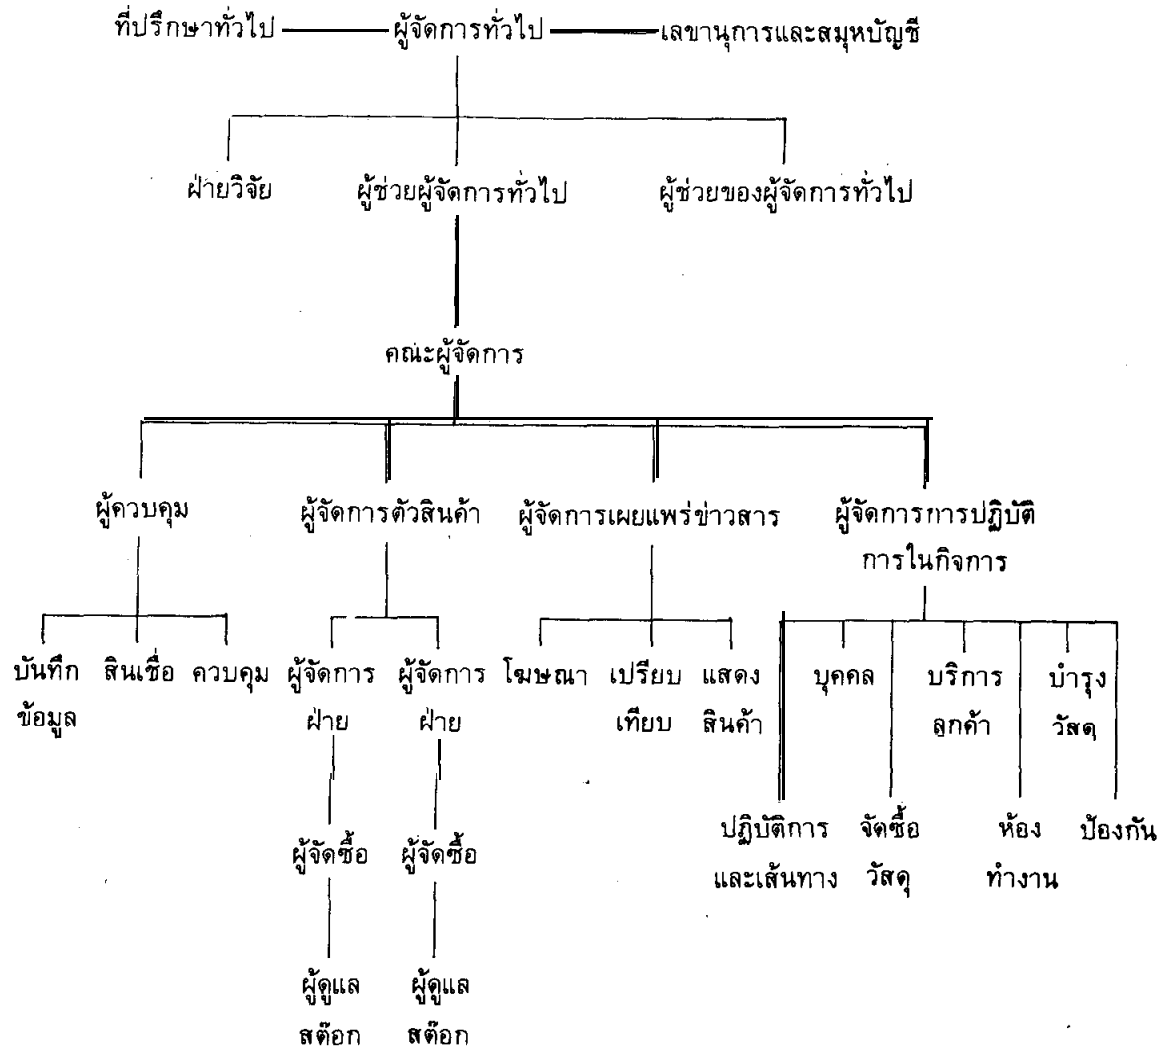 ที่ปรึกษาทั่วไป ผู้จัดการทั่วไป เลขานุการและสมุหบัญชี
ฝ่ายวิจัย ผู้ช่วยผู้จัดการทั่วไป ผู้ช่วยของผู้จัดการทั่วไป
คณะผู้จัดการ
ผู้ควบคุม ผู้จัดการตัวสินค้า ผู้จัดการเผยแพร่ข่าวสาร ผู้จัดการการปฏิบัติ
การในกิจการ
บันทึก สินเชื่อ ควบคุม ผู้จัดการ ผู้จัดการ โฆษณา เปรียบ แสดง บุคคล บริการ บำรุง
ข้อมูล ฝ่าย ฝ่าย เทียบ สินค้า ลูกค้า วัสดุ
ปฏิบัติการ จัดซื้อ ห้อง ป้องกัน
และเส้นทาง วัสดุ ทำงาน
ผู้จัดซื้อ ผู้จัดซื้อ
ผู้ดูแล ผู้ดูแล
สต๊อก สต๊อก